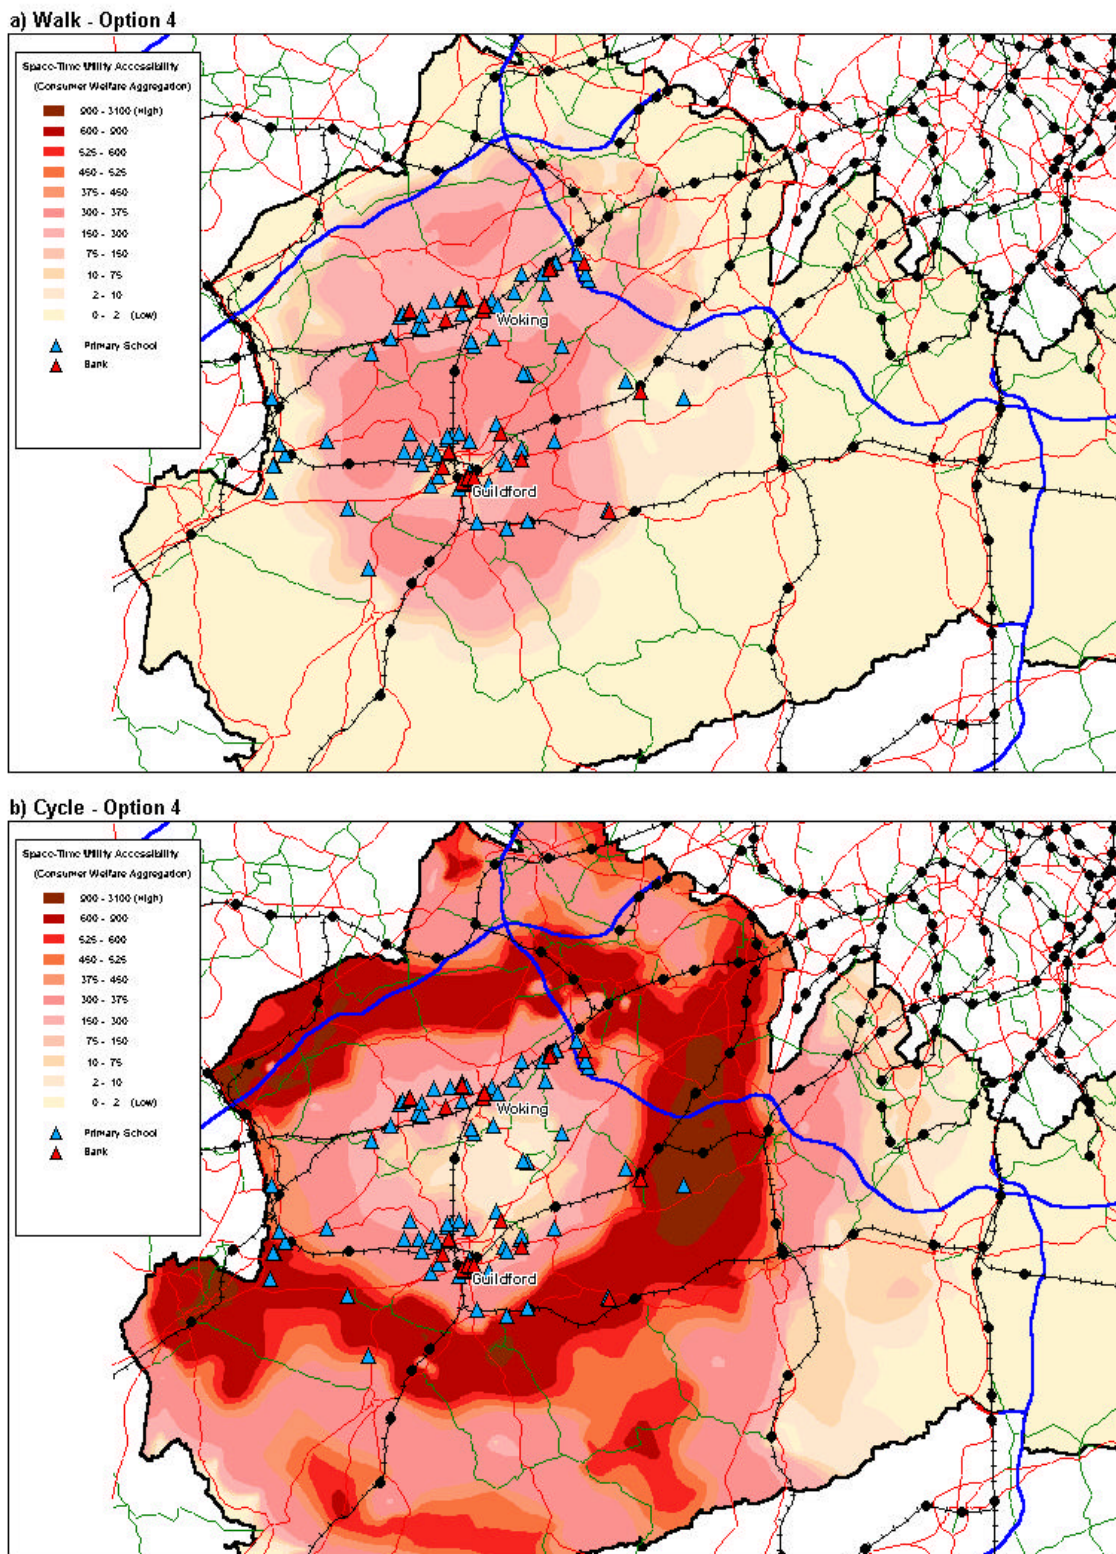 a) Walk - Option 4
Space-Time Utility Accessibility
(Consumer Welfare Aggregation)
900 - 3100 (High)
600 - 900
525 - 600
450 - 525
375 - 450
300 - 375
150 - 300
75 - 150
10 - 75
2 - 10
0 - 2 (Low)
Primary School
Bank
Woking
Guildford
b) Cycle - Option 4
Space-Time Utility Accessibility
(Consumer Welfare Aggregation)
900 - 3100 (High)
600 - 900
525 - 600
450 - 525
375 - 450
300 - 375
150 - 300
75 - 150
10 - 75
2 - 10
0 - 2 (Low)
Primary School
Bank
Woking
Guildford